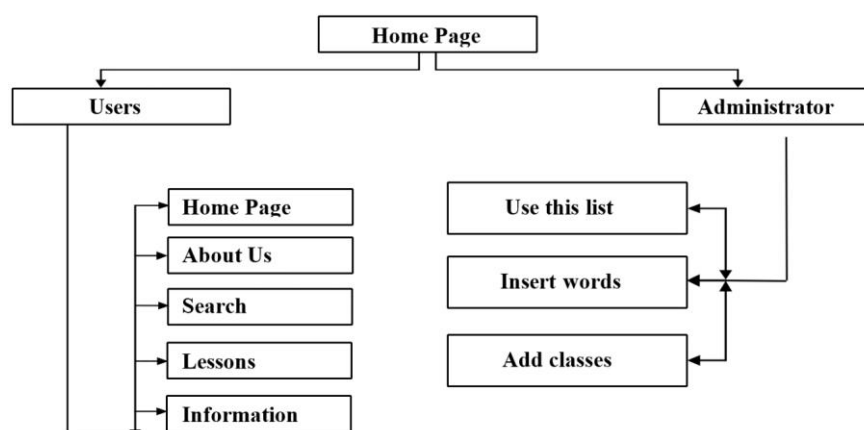 Home Page
Users
Administrator
Home Page
About Us
Search
Lessons
Information
Use this list
Insert words
Add classes